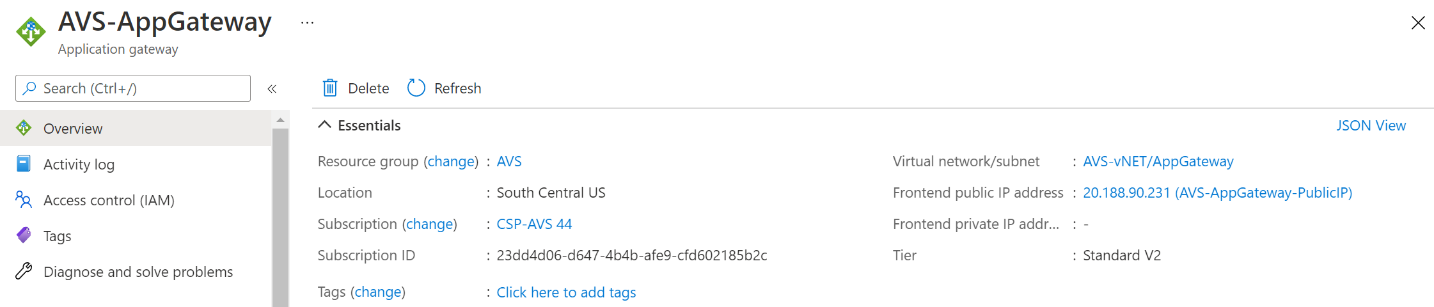 AVS-AppGateway ...
Application gateway
Search (Ctrl+/) «
Delete Refresh
Overview
Activity log
Access control (IAM)
Tags
Diagnose and solve problems
Essentials JSON View
Resource group (change) : AVS
Location : South Central US
Subscription (change) : CSP-AVS 44
Subscription ID : 23dd4d06-d647-4b4b-afe9-cfd602185b2c
Tags (change) : Click here to add tags
Virtual network/subnet : AVS-vNET/AppGateway
Frontend public IP address : 20.188.90.231 (AVS-AppGateway-PublicIP)
Frontend private IP addr... : -
Tier : Standard V2